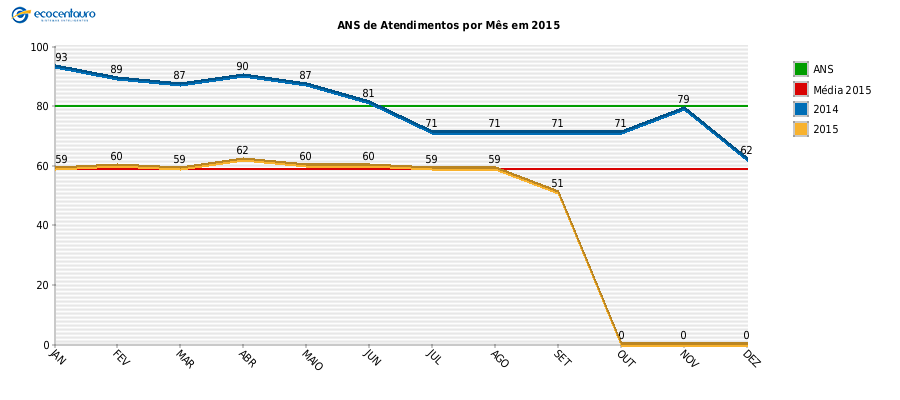 ecocentauro
ANS de Atendimentos por Mês em 2015
100
80
60
40
20
0
93 89 87 90 87 81 71 71 71 71 79 62
59 60 59 62 60 60 59 59 51 0 0 0
JAN FEV MAR ABR MAIO JUN JUL AGO SET OUT NOV DEZ
ANS
Média 2015
2014
2015